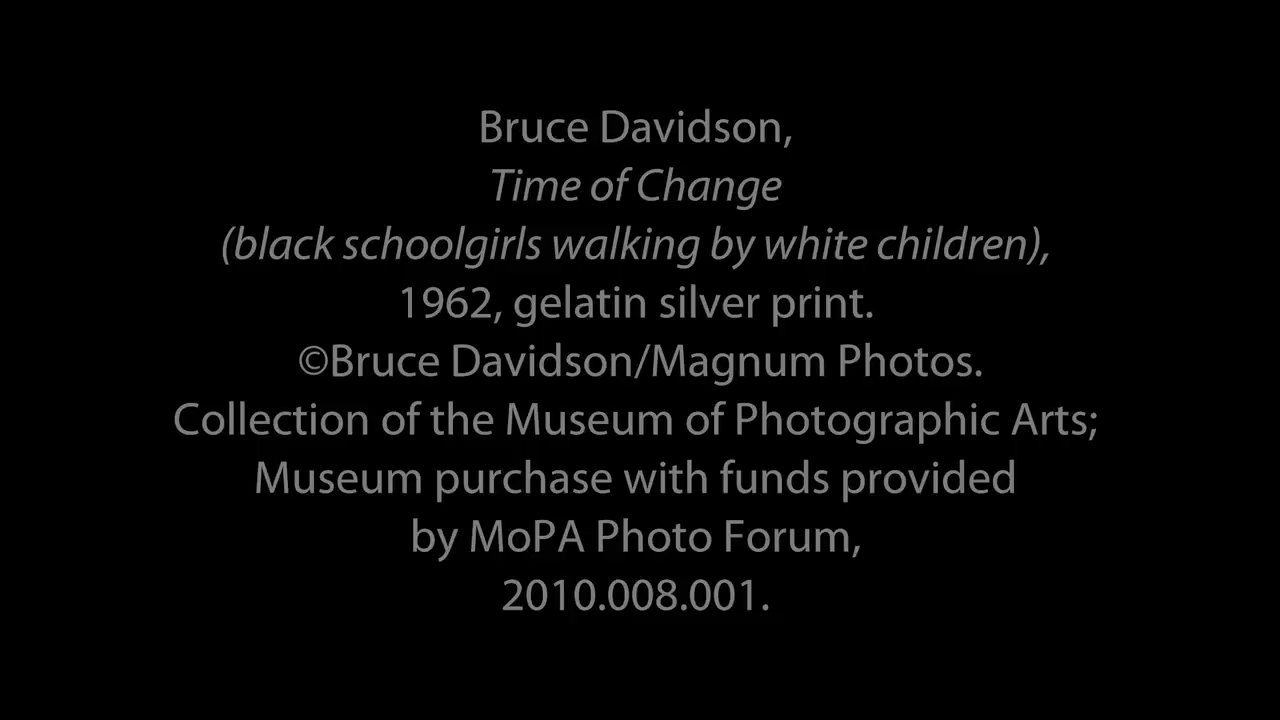 Bruce Davidson,
Time of Change
(black schoolgirls walking by white children),
1962, gelatin silver print.
©Bruce Davidson/Magnum Photos.
Collection of the Museum of Photographic Arts;
Museum purchase with funds provided
by MoPA Photo Forum,
2010.008.001.